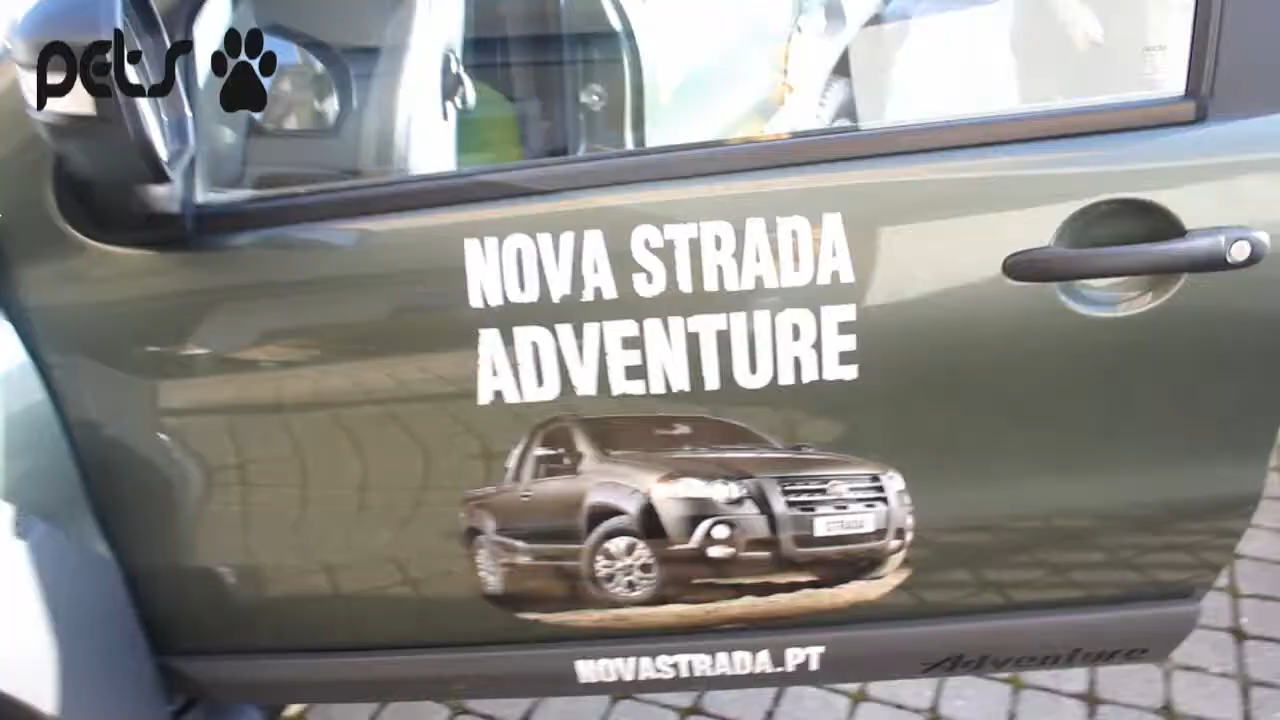 pets
NOVA STRADA
ADVENTURE
STRADA
NOVASTRADA.PT
Adventure